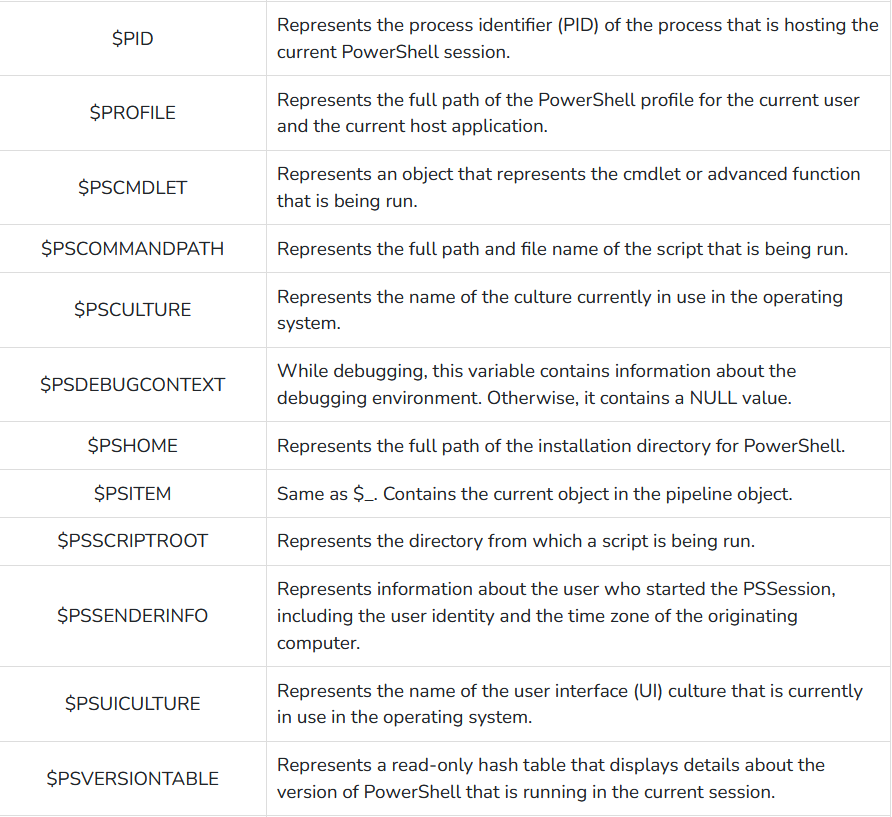 $PID
Represents the process identifier (PID) of the process that is hosting the
current PowerShell session.
$PROFILE
Represents the full path of the PowerShell profile for the current user
and the current host application.
$PSCMDLET
Represents an object that represents the cmdlet or advanced function
that is being run.
$PSCOMMANDPATH
Represents the full path and file name of the script that is being run.
$PSCULTURE
Represents the name of the culture currently in use in the operating
system.
$PSDEBUGCONTEXT
While debugging, this variable contains information about the
debugging environment. Otherwise, it contains a NULL value.
$PSHOME
Represents the full path of the installation directory for PowerShell.
$PSITEM
Same as $_. Contains the current object in the pipeline object.
$PSSCRIPTROOT
Represents the directory from which a script is being run.
$PSSENDERINFO
Represents information about the user who started the PSSession,
including the user identity and the time zone of the originating
computer.
$PSUICULTURE
Represents the name of the user interface (UI) culture that is currently
in use in the operating system.
$PSVERSIONTABLE
Represents a read-only hash table that displays details about the
version of PowerShell that is running in the current session.